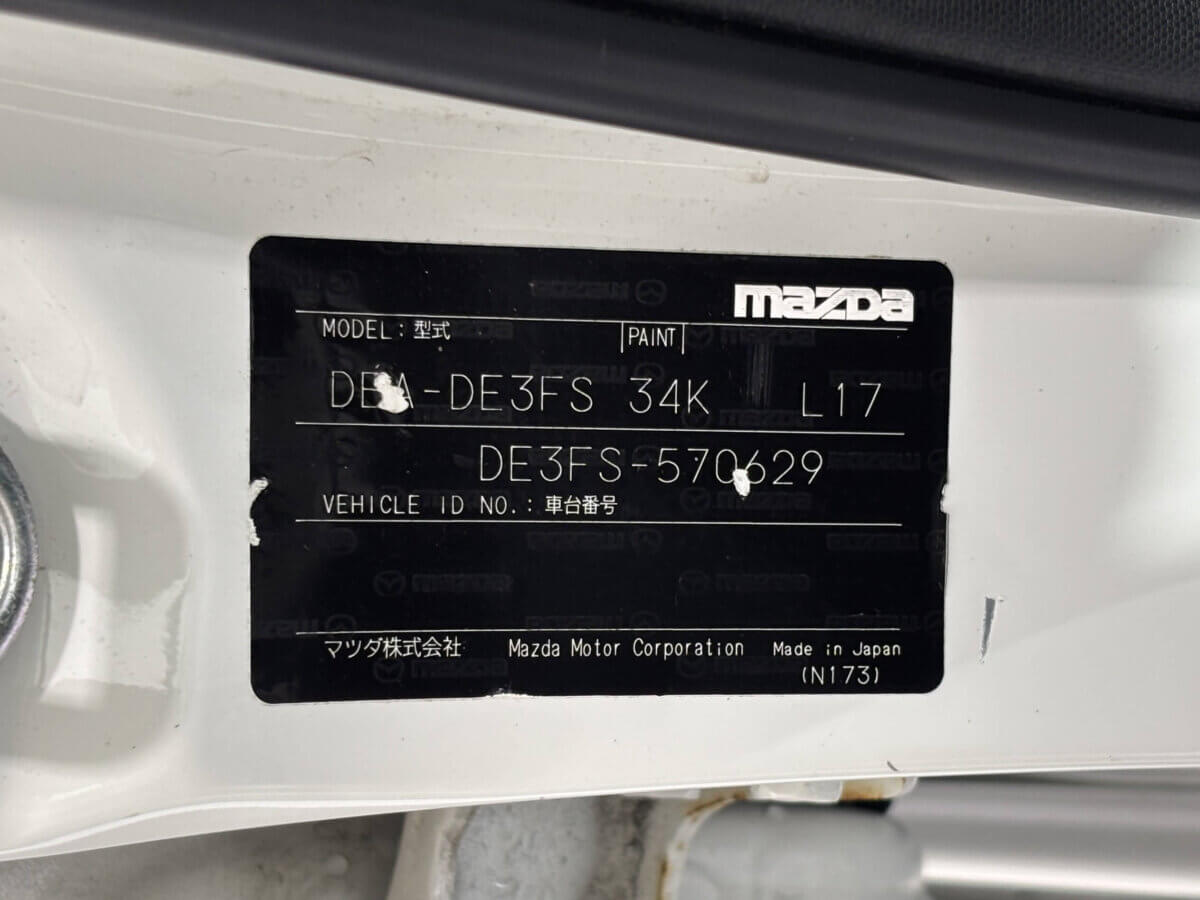 mazda
MODEL : 型式 PAINT
DBA-DE3FS 34K L17
DE3FS-570629
VEHICLE ID NO. : 車台番号
マツダ株式会社 Mazda Motor Corporation Made in Japan
(N173)